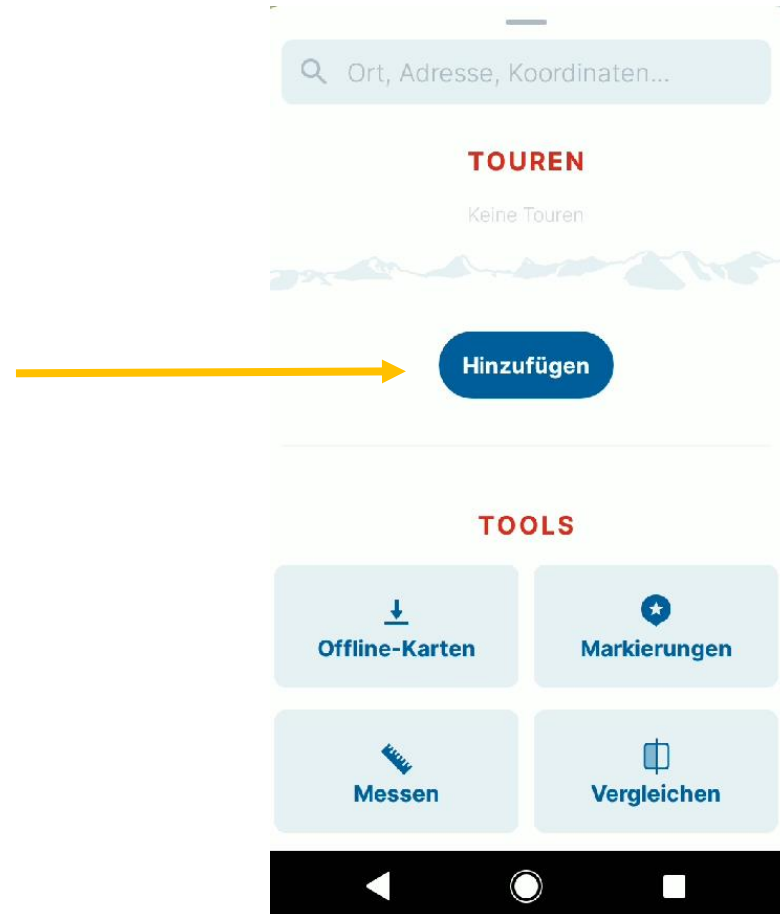 Ort, Adresse, Koordinaten...
TOUREN
Keine Touren
Hinzufügen
TOOLS
Offline-Karten
Markierungen
Messen
Vergleichen